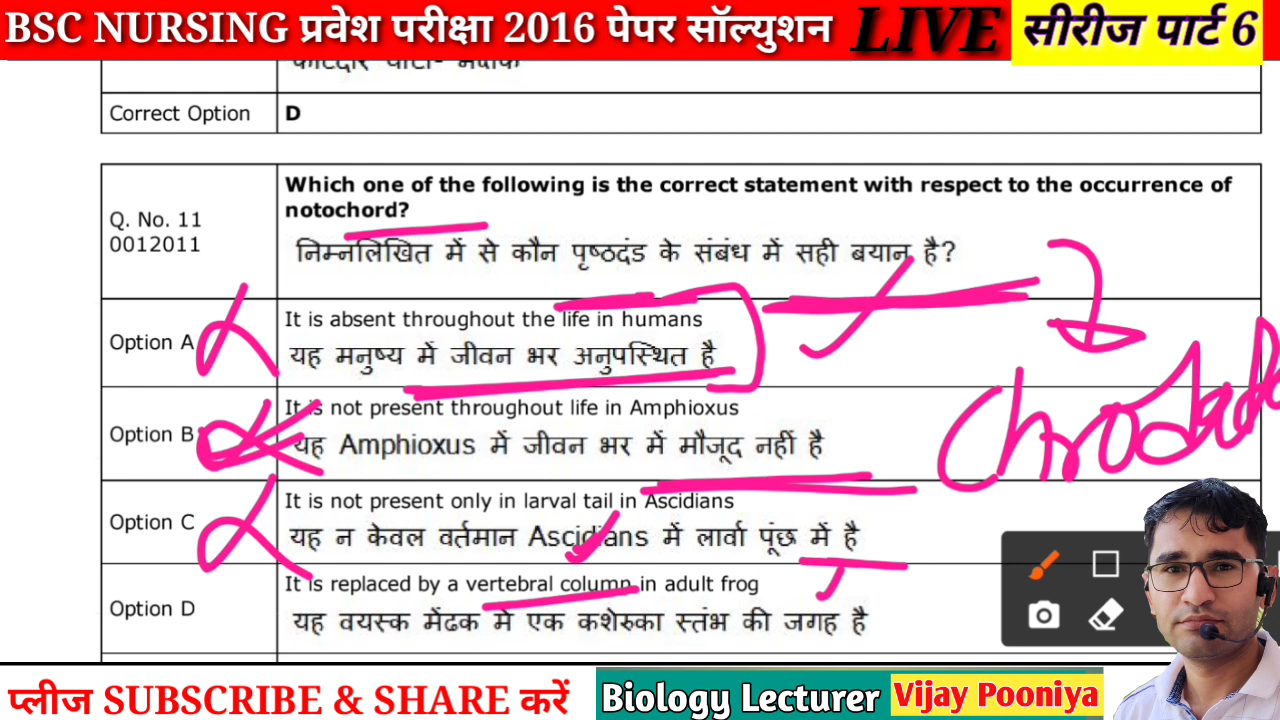 BSC NURSING प्रवेश परीक्षा 2016 पेपर सॉल्युशन LIVE सीरीज पार्ट 6
Correct Option D
Q. No. 11
0012011
Which one of the following is the correct statement with respect to the occurrence of
notochord?
निम्नलिखित में से कौन पृष्ठदंड के संबंध में सही बयान है?
Option A
It is absent throughout the life in humans
यह मनुष्य में जीवन भर अनुपस्थित है
Option B
It is not present throughout life in Amphioxus
यह Amphioxus में जीवन भर में मौजूद नहीं है
Option C
It is not present only in larval tail in Ascidians
यह न केवल वर्तमान Ascidians में लार्वा पूंछ में है
Option D
It is replaced by a vertebral column in adult frog
यह वयस्क मेंढक मे एक कशेरुका स्तंभ की जगह है
प्लीज SUBSCRIBE & SHARE करें
Biology Lecturer Vijay Pooniya